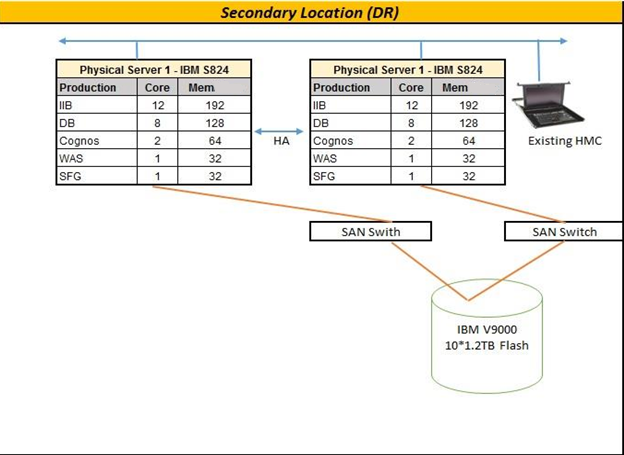 Secondary Location (DR)
Physical Server 1 - IBM S824
Production Core Mem
IIB 12 192
DB 8 128
Cognos 2 64
WAS 1 32
SFG 1 32
HA
Physical Server 1 - IBM S824
Production Core Mem
IIB 12 192
DB 8 128
Cognos 2 64
WAS 1 32
SFG 1 32
Existing HMC
SAN Swith
SAN Switch
IBM V9000
10*1.2TB Flash